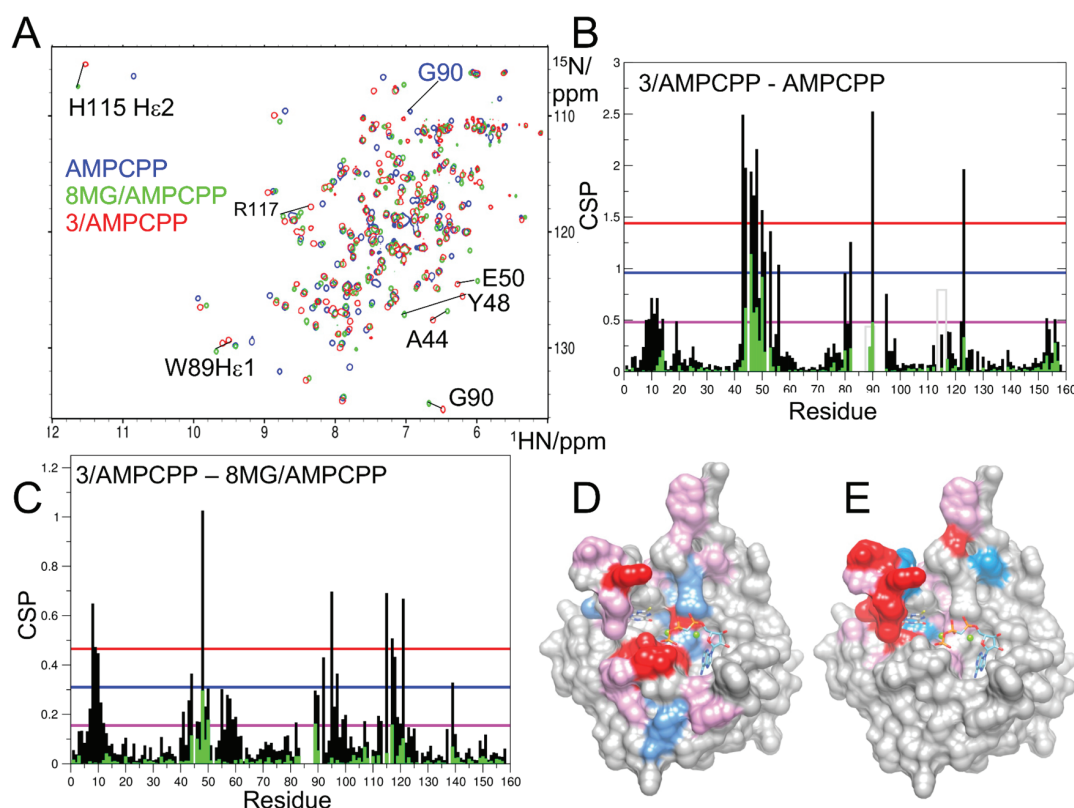 A
H115 Hε2
AMPCPP
8MG/AMPCPP
3/AMPCPP
G90
R117
E50
Y48
A44
W89Hε1
G90
15N/
ppm
110
120
130
12 11 10 9 8 7 6
¹HN/ppm
B
3/AMPCPP - AMPCPP
CSP
3
2.5
2
1.5
1
0.5
0
0 10 20 30 40 50 60 70 80 90 100 110 120 130 140 150 160
Residue
C
3/AMPCPP – 8MG/AMPCPP
CSP
1.2
1
0.8
0.6
0.4
0.2
0
0 10 20 30 40 50 60 70 80 90 100 110 120 130 140 150 160
Residue
D
E